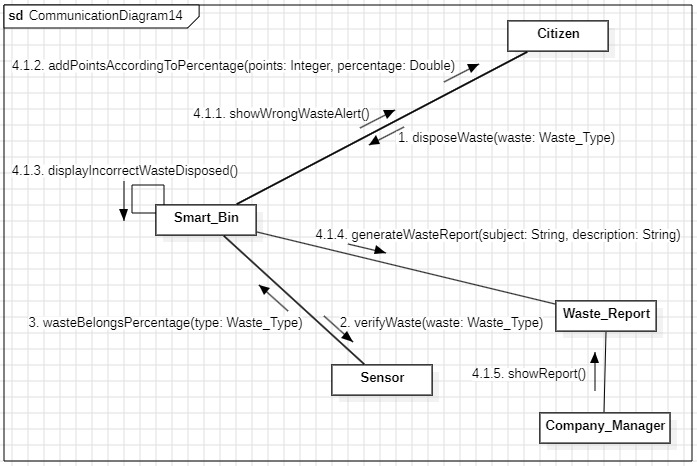 sd CommunicationDiagram14
Citizen
4.1.2. addPointsAccordingToPercentage(points: Integer, percentage: Double)
4.1.1. showWrongWasteAlert()
1. disposeWaste(waste: Waste_Type)
4.1.3. displayIncorrectWasteDisposed()
Smart_Bin
4.1.4. generateWasteReport(subject: String, description: String)
Waste_Report
3. wasteBelongsPercentage(type: Waste_Type)
2. verifyWaste(waste: Waste_Type)
Sensor
4.1.5. showReport()
Company_Manager